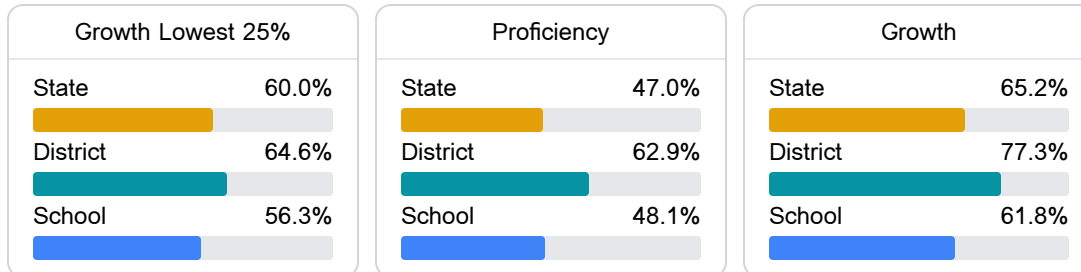 Growth Lowest 25%
State 60.0%
District 64.6%
School 56.3%
Proficiency
State 47.0%
District 62.9%
School 48.1%
Growth
State 65.2%
District 77.3%
School 61.8%